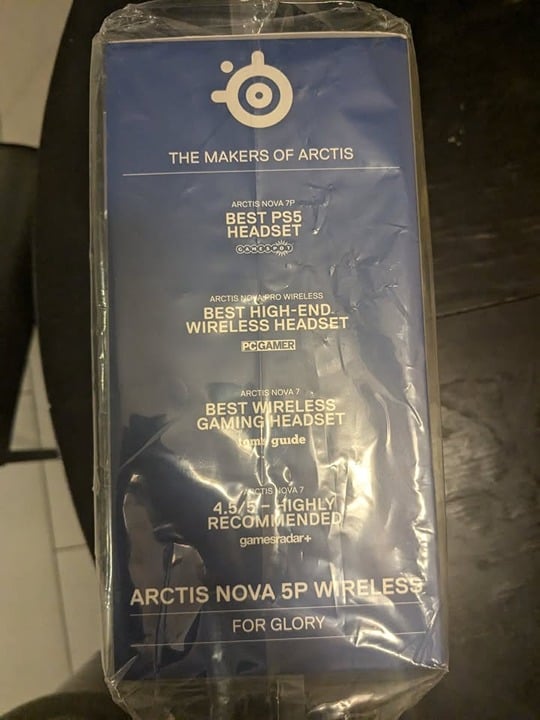 THE MAKERS OF ARCTIS
ARCTIS NOVA 7P
BEST PS5
HEADSET
GAMESPOT
ARCTIS NOVA PRO WIRELESS
BEST HIGH-END
WIRELESS HEADSET
PC GAMER
ARCTIS NOVA 7
BEST WIRELESS
GAMING HEADSET
toms guide
ARCTIS NOVA 7
4.5/5 – HIGHLY
RECOMMENDED
gamesradar+
ARCTIS NOVA 5P WIRELESS
FOR GLORY